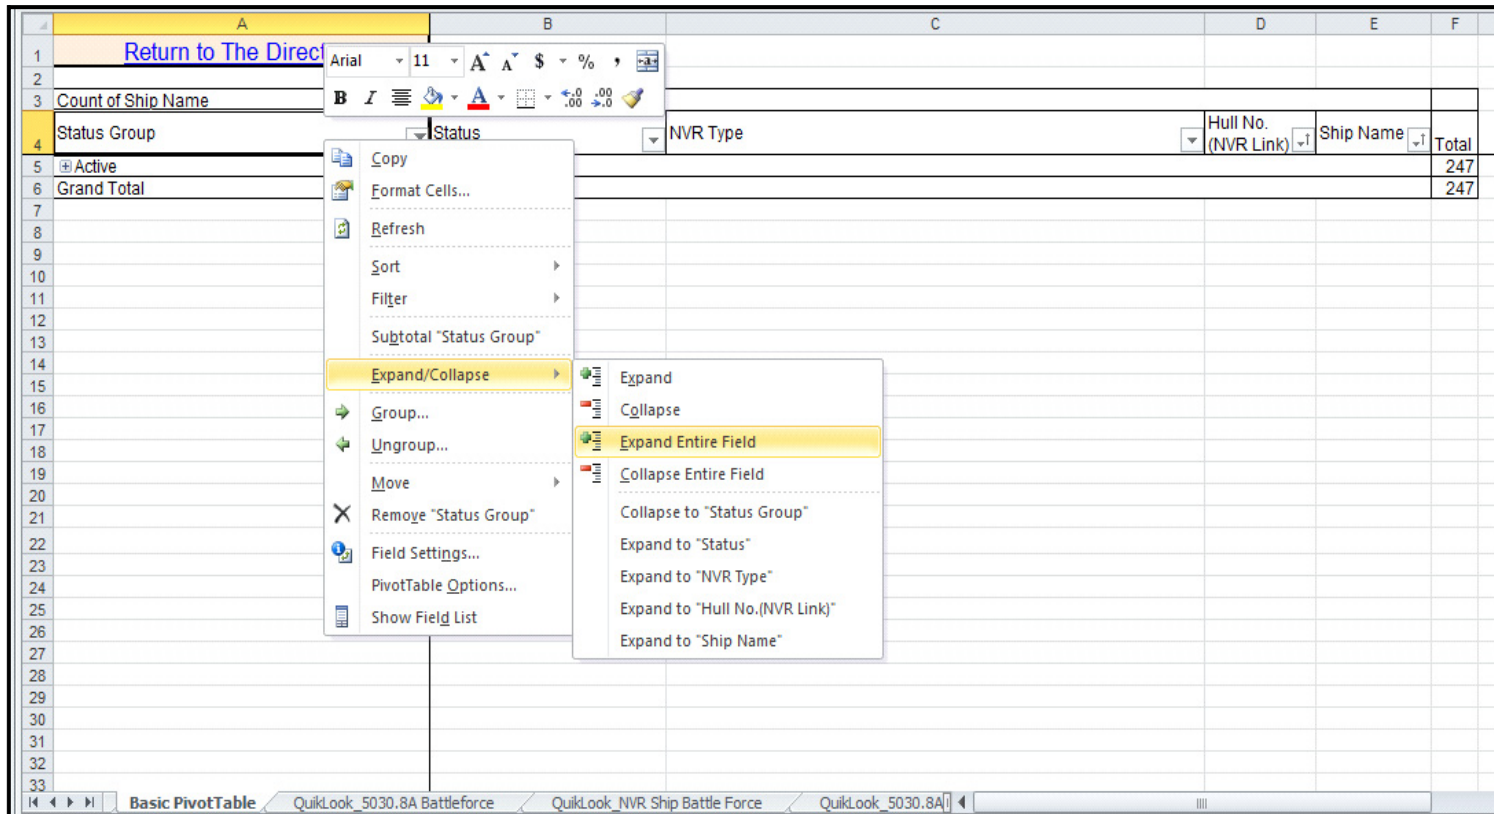 A B C D E F
1 Return to The Direct
Arial 11 A A $ % ,
2
B I A .00 .00
3 Count of Ship Name
4 Status Group Status NVR Type Hull No. (NVR Link) Ship Name Total
5 Active 247
6 Grand Total 247
7
8
9
10
11
12
13
14
15
16
17
18
19
20
21
22
23
24
25
26
27
28
29
30
31
32
33
Copy
Format Cells...
Refresh
Sort
Filter
Subtotal "Status Group"
Expand/Collapse
Group...
Ungroup...
Move
Remove "Status Group"
Field Settings...
PivotTable Options...
Show Field List
Expand
Collapse
Expand Entire Field
Collapse Entire Field
Collapse to "Status Group"
Expand to "Status"
Expand to "NVR Type"
Expand to "Hull No.(NVR Link)"
Expand to "Ship Name"
Basic PivotTable QuikLook_5030.8A Battleforce QuikLook_NVR Ship Battle Force QuikLook_5030.8A